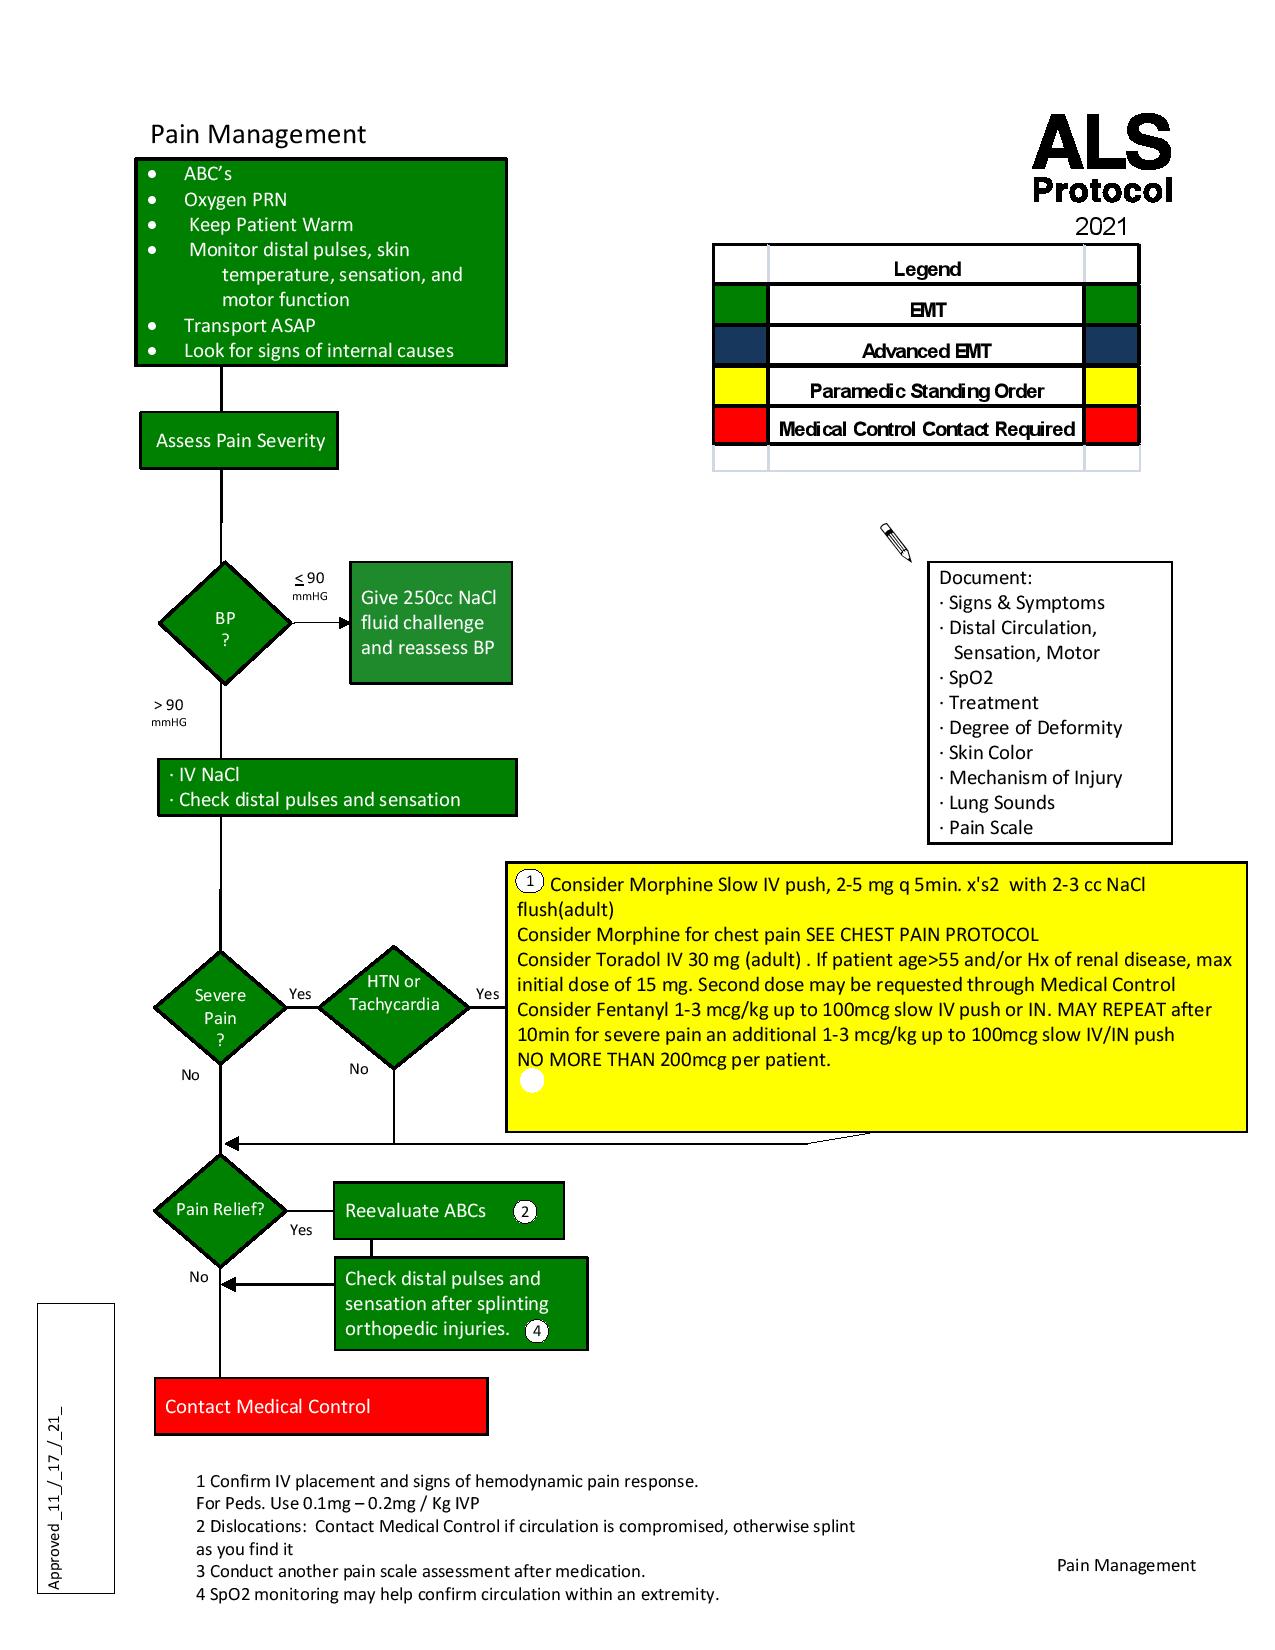 Pain Management
ALS
Protocol
2021
• ABC’s
• Oxygen PRN
• Keep Patient Warm
• Monitor distal pulses, skin
temperature, sensation, and
motor function
• Transport ASAP
• Look for signs of internal causes
Legend
EMT
Advanced EMT
Paramedic Standing Order
Medical Control Contact Required
Assess Pain Severity
BP
?
≤ 90
mmHG
Give 250cc NaCl
fluid challenge
and reassess BP
> 90
mmHG
Document:
· Signs & Symptoms
· Distal Circulation,
Sensation, Motor
· SpO2
· Treatment
· Degree of Deformity
· Skin Color
· Mechanism of Injury
· Lung Sounds
· Pain Scale
· IV NaCl
· Check distal pulses and sensation
Severe
Pain
?
Yes
No
HTN or
Tachycardia
Yes
No
1 Consider Morphine Slow IV push, 2-5 mg q 5min. x's2 with 2-3 cc NaCl
flush(adult)
Consider Morphine for chest pain SEE CHEST PAIN PROTOCOL
Consider Toradol IV 30 mg (adult) . If patient age>55 and/or Hx of renal disease, max
initial dose of 15 mg. Second dose may be requested through Medical Control
Consider Fentanyl 1-3 mcg/kg up to 100mcg slow IV push or IN. MAY REPEAT after
10min for severe pain an additional 1-3 mcg/kg up to 100mcg slow IV/IN push
NO MORE THAN 200mcg per patient.
Pain Relief?
Yes
No
Reevaluate ABCs 2
Check distal pulses and
sensation after splinting
orthopedic injuries. 4
Contact Medical Control
Approved _11_/_17_/_21_
1 Confirm IV placement and signs of hemodynamic pain response.
For Peds. Use 0.1mg – 0.2mg / Kg IVP
2 Dislocations: Contact Medical Control if circulation is compromised, otherwise splint
as you find it
3 Conduct another pain scale assessment after medication.
4 SpO2 monitoring may help confirm circulation within an extremity.
Pain Management